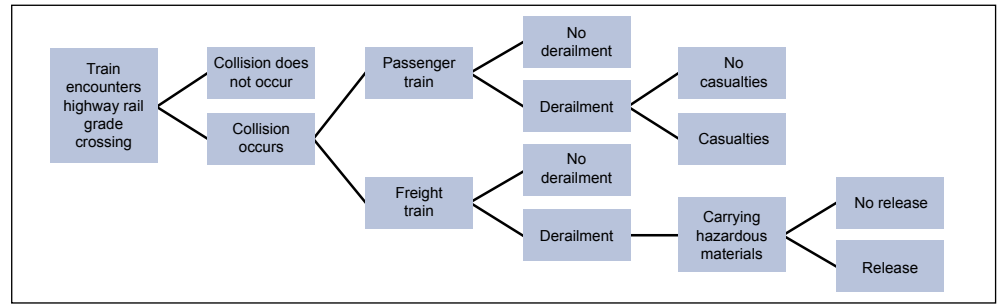 Train
encounters
highway rail
grade
crossing
Collision does
not occur
Collision
occurs
Passenger
train
Freight
train
No
derailment
Derailment
No
derailment
Derailment
No
casualties
Casualties
Carrying
hazardous
materials
No release
Release